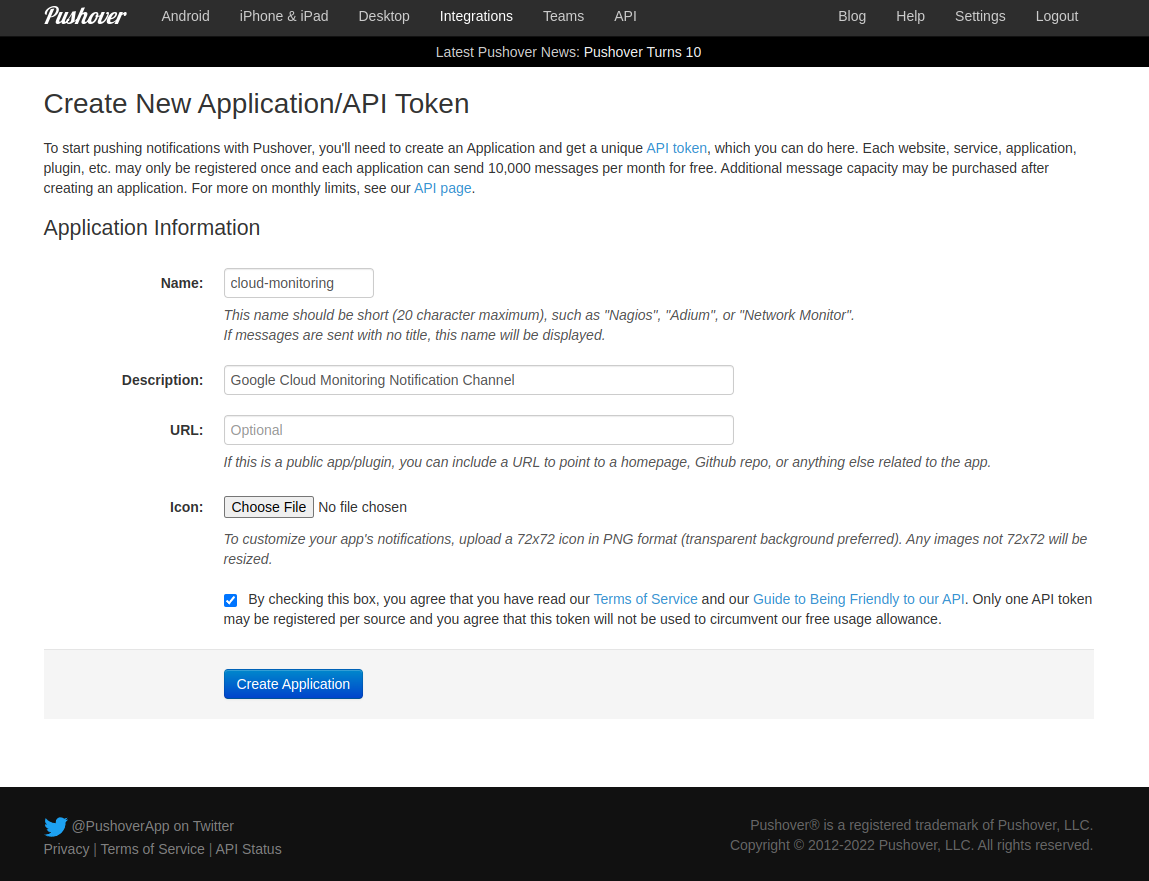 Pushover Android iPhone & iPad Desktop Integrations Teams API Blog Help Settings Logout
Latest Pushover News: Pushover Turns 10
Create New Application/API Token
To start pushing notifications with Pushover, you'll need to create an Application and get a unique API token, which you can do here. Each website, service, application,
plugin, etc. may only be registered once and each application can send 10,000 messages per month for free. Additional message capacity may be purchased after
creating an application. For more on monthly limits, see our API page.
Application Information
Name: cloud-monitoring
This name should be short (20 character maximum), such as "Nagios", "Adium", or "Network Monitor".
If messages are sent with no title, this name will be displayed.
Description: Google Cloud Monitoring Notification Channel
URL: Optional
If this is a public app/plugin, you can include a URL to point to a homepage, Github repo, or anything else related to the app.
Icon: Choose File No file chosen
To customize your app's notifications, upload a 72x72 icon in PNG format (transparent background preferred). Any images not 72x72 will be
resized.
By checking this box, you agree that you have read our Terms of Service and our Guide to Being Friendly to our API. Only one API token
may be registered per source and you agree that this token will not be used to circumvent our free usage allowance.
Create Application
@PushoverApp on Twitter
Privacy | Terms of Service | API Status
Pushover® is a registered trademark of Pushover, LLC.
Copyright © 2012-2022 Pushover, LLC. All rights reserved.